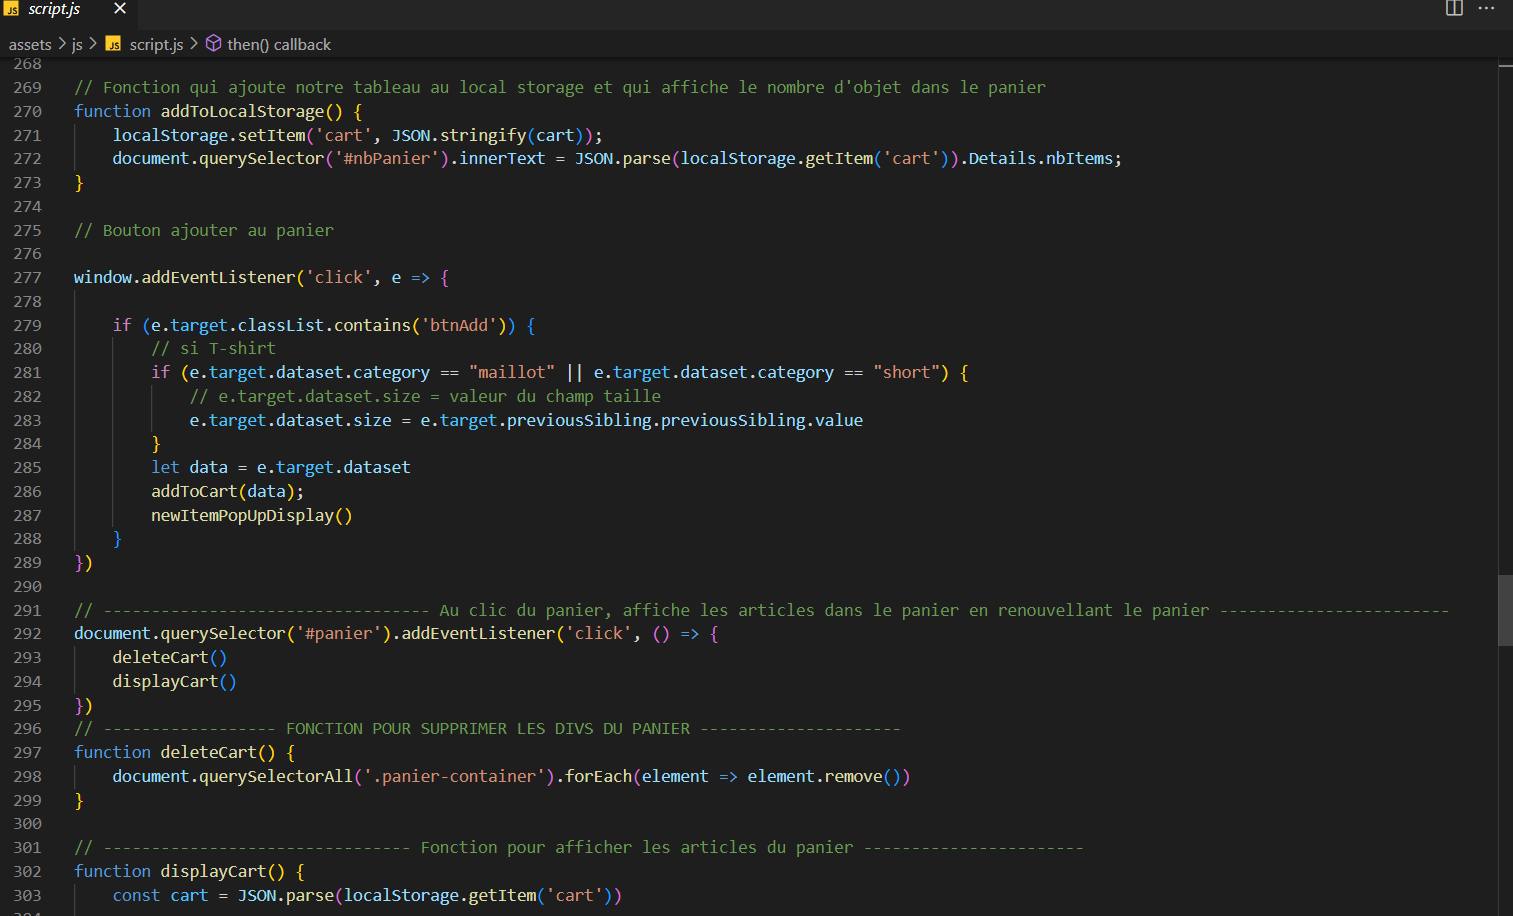 JS script.js ×
assets > js > JS script.js > then() callback
268
269 // Fonction qui ajoute notre tableau au local storage et qui affiche le nombre d'objet dans le panier
270 function addToLocalStorage() {
271 localStorage.setItem('cart', JSON.stringify(cart));
272 document.querySelector('#nbPanier').innerText = JSON.parse(localStorage.getItem('cart')).Details.nbItems;
273 }
274
275 // Bouton ajouter au panier
276
277 window.addEventListener('click', e => {
278
279 if (e.target.classList.contains('btnAdd')) {
280 // si T-shirt
281 if (e.target.dataset.category == "maillot" || e.target.dataset.category == "short") {
282 // e.target.dataset.size = valeur du champ taille
283 e.target.dataset.size = e.target.previousSibling.previousSibling.value
284 }
285 let data = e.target.dataset
286 addToCart(data);
287 newItemPopUpDisplay()
288 }
289 })
290
291 // ---------------------------------- Au clic du panier, affiche les articles dans le panier en renouvellant le panier ------------------------
292 document.querySelector('#panier').addEventListener('click', () => {
293 deleteCart()
294 displayCart()
295 })
296 // ------------------ FONCTION POUR SUPPRIMER LES DIVS DU PANIER ---------------------
297 function deleteCart() {
298 document.querySelectorAll('.panier-container').forEach(element => element.remove())
299 }
300
301 // -------------------------------- Fonction pour afficher les articles du panier -----------------------
302 function displayCart() {
303 const cart = JSON.parse(localStorage.getItem('cart'))